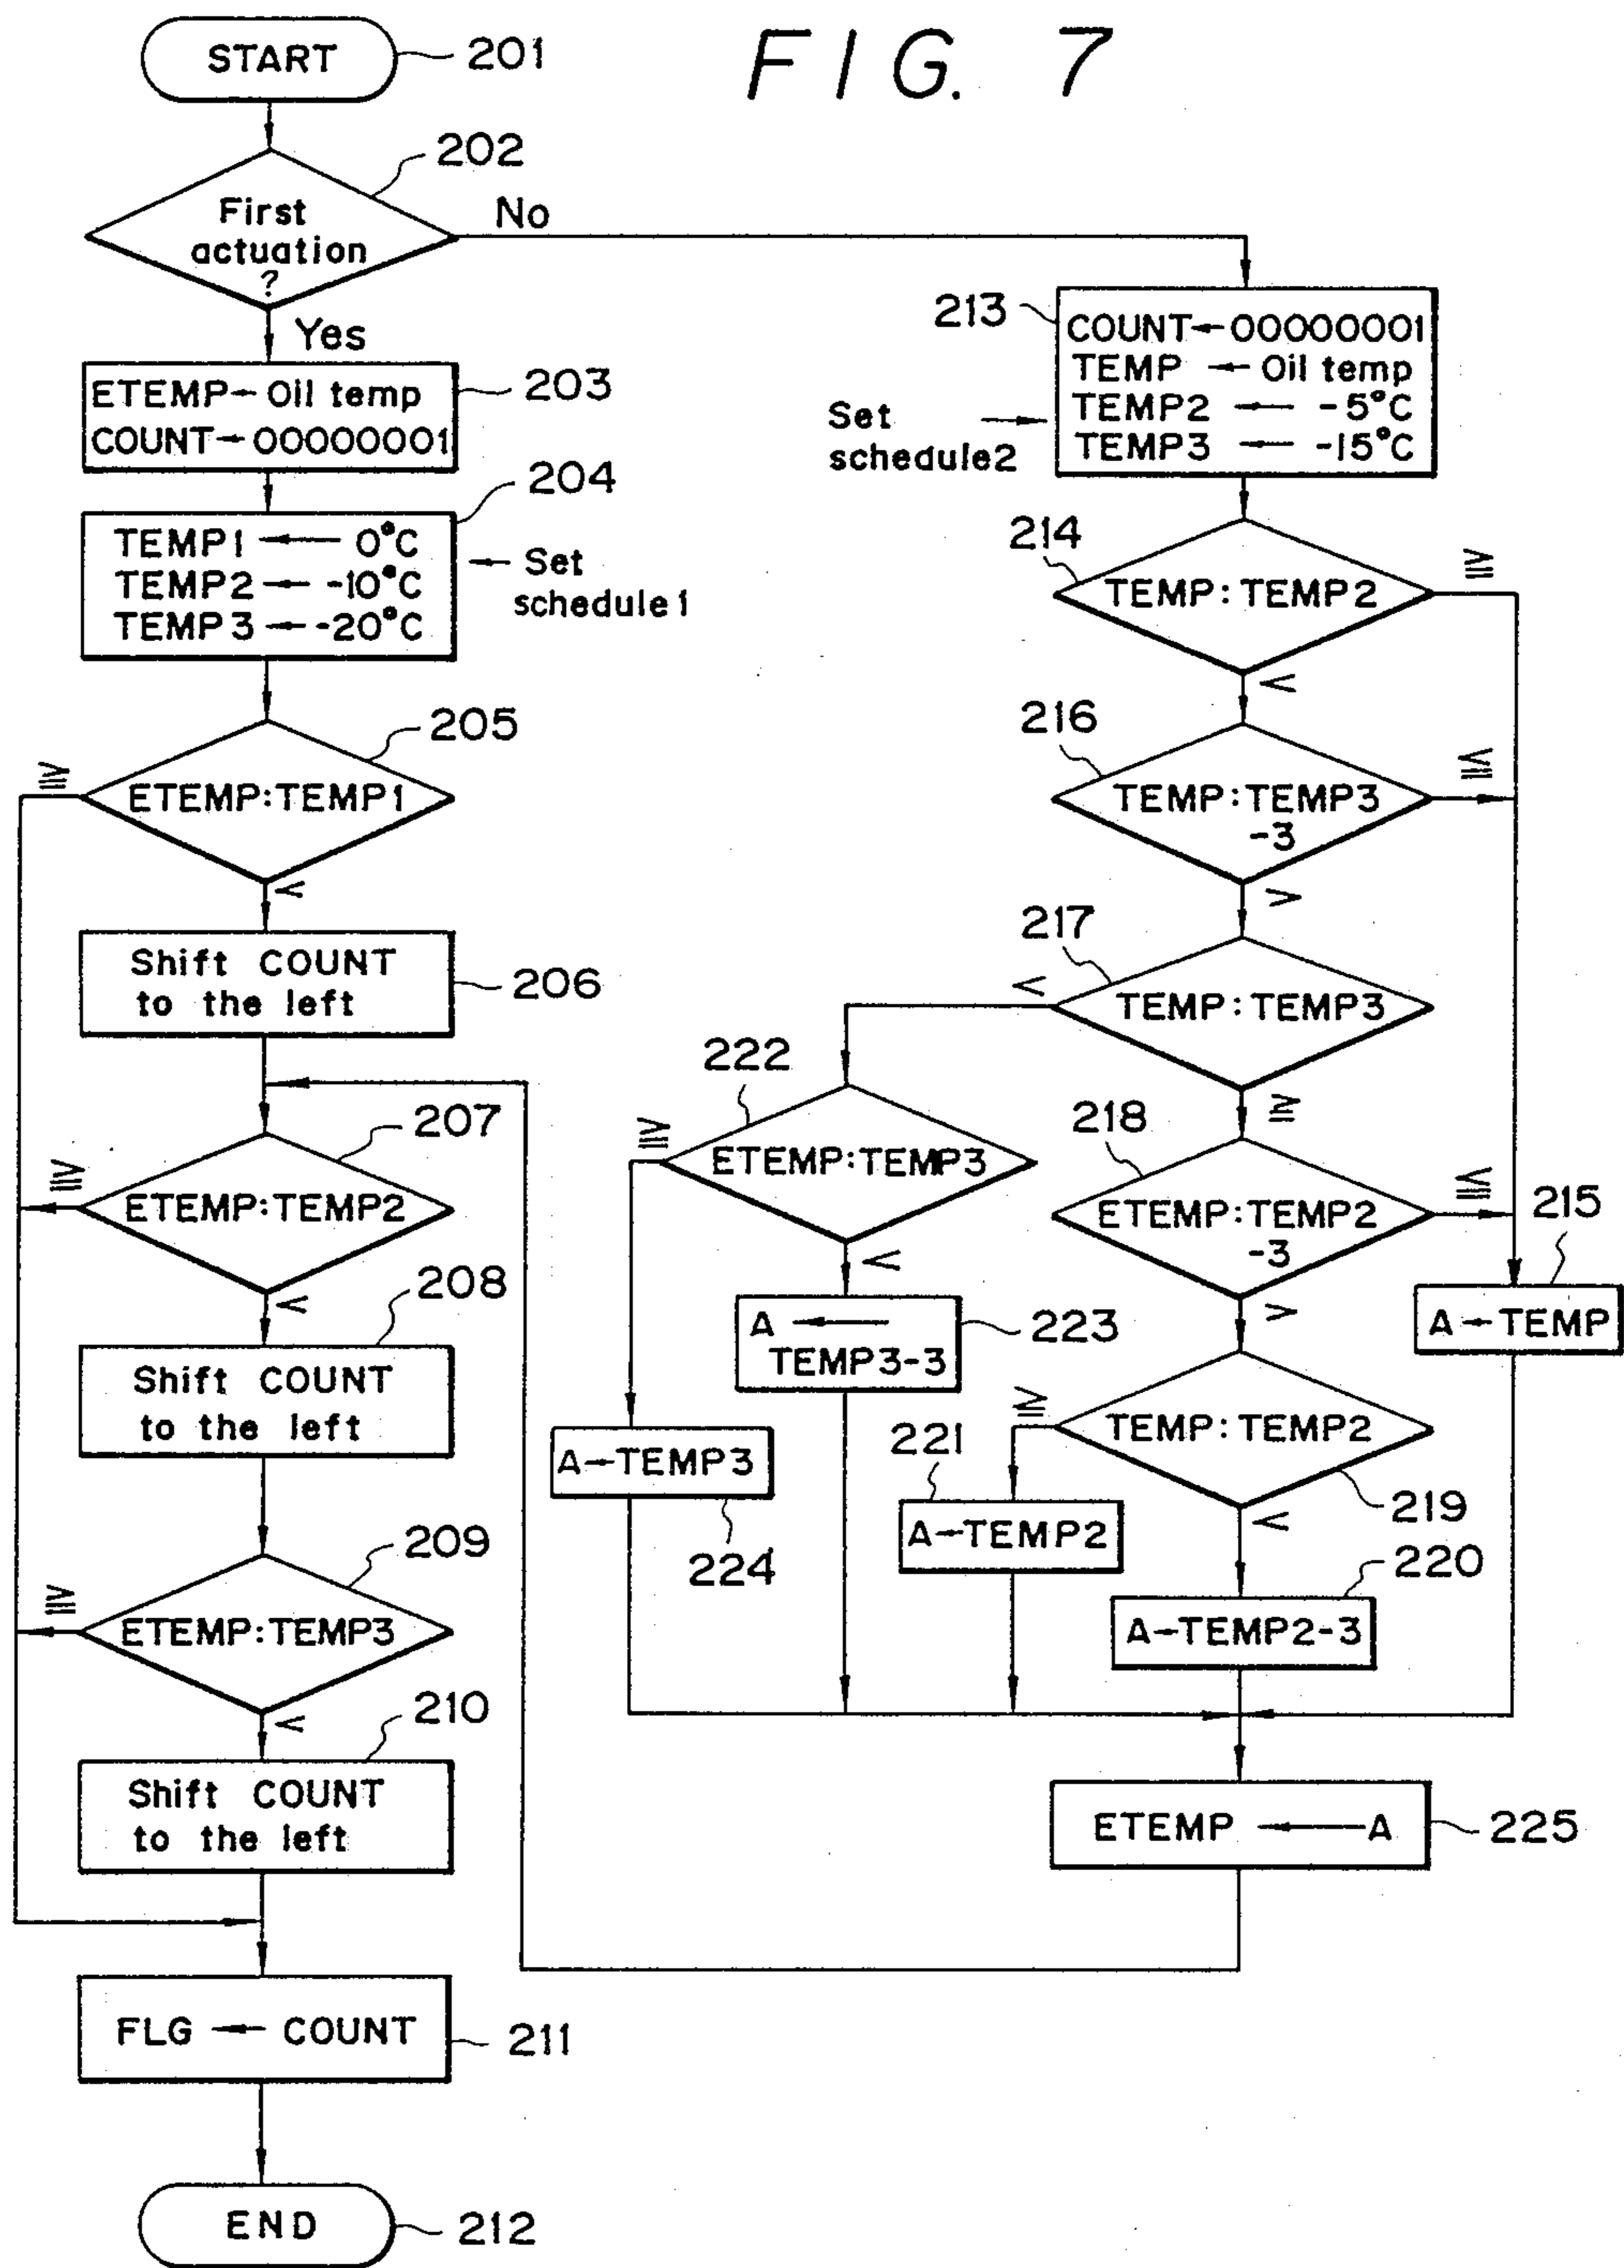 FIG. 7
START
201
202
First
actuation
?
No
Yes
ETEMP←Oil temp
COUNT←00000001
203
204
TEMP1 ← 0°C
TEMP2 ← -10°C
TEMP3 ← -20°C
← Set
schedule1
205
ETEMP:TEMP1
≧
<
Shift COUNT
to the left
206
207
ETEMP:TEMP2
≧
<
208
Shift COUNT
to the left
209
ETEMP:TEMP3
≧
<
210
Shift COUNT
to the left
FLG ← COUNT
211
END
212
213
COUNT←00000001
TEMP ← Oil temp
TEMP2 ← -5°C
TEMP3 ← -15°C
Set →
schedule2
214
TEMP:TEMP2
≧
<
216
TEMP:TEMP3
-3
≦
>
217
TEMP:TEMP3
<
≧
222
ETEMP:TEMP3
≧
<
218
ETEMP:TEMP2
-3
≦
>
215
A←TEMP
A ←
TEMP3-3
223
A←TEMP3
224
TEMP:TEMP2
≧
<
219
221
A←TEMP2
220
A←TEMP2-3
ETEMP ← A
225